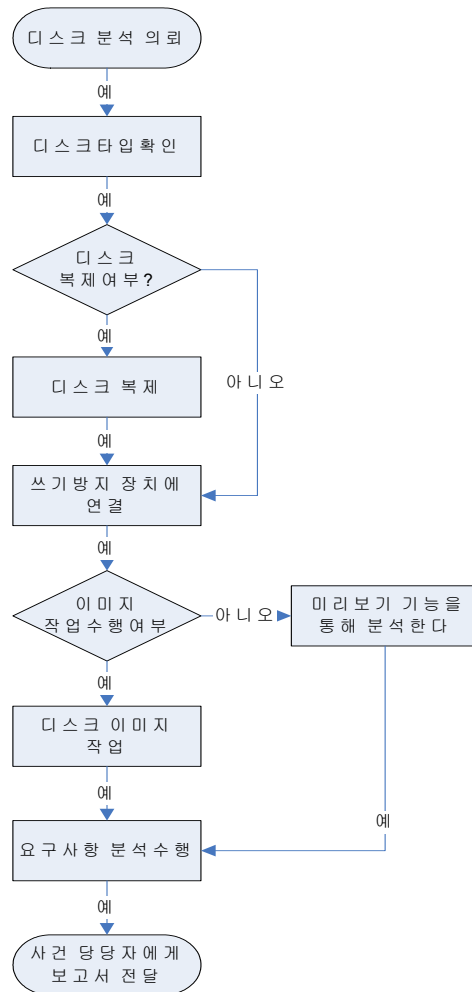 디스크 분석 의뢰
예
디스크타입확인
예
디스크
복제여부?
예
아니오
디스크 복제
예
쓰기방지 장치에
연결
예
이미지
작업수행여부
아니오
미리보기 기능을
통해 분석한다
예
디스크 이미지
작업
예
예
요구사항 분석수행
예
사건 담당자에게
보고서 전달